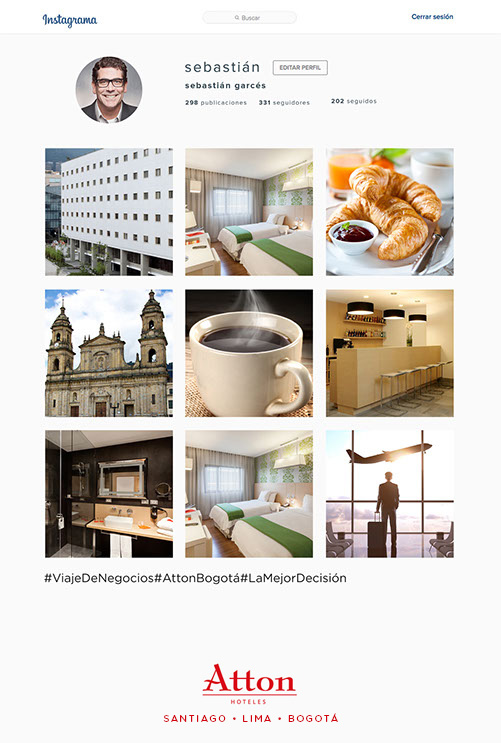 Instagrama
Buscar
Cerrar sesión
sebastián
EDITAR PERFIL
sebastián garcés
298 publicaciones 331 seguidores 202 seguidos
#ViajeDeNegocios#AttonBogotá#LaMejorDecisión
Atton
HOTELES
SANTIAGO • LIMA • BOGOTÁ